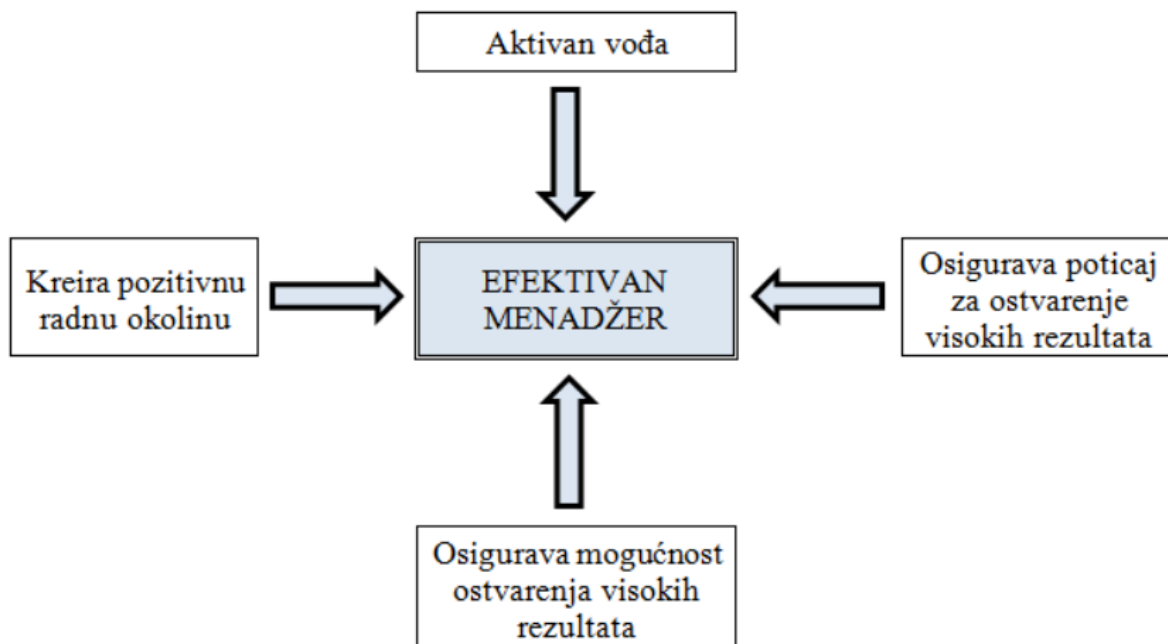 Aktivan vođa
Kreira pozitivnu
radnu okolinu
EFEKTIVAN
MENADŽER
Osigurava poticaj
za ostvarenje
visokih rezultata
Osigurava mogućnost
ostvarenja visokih
rezultata